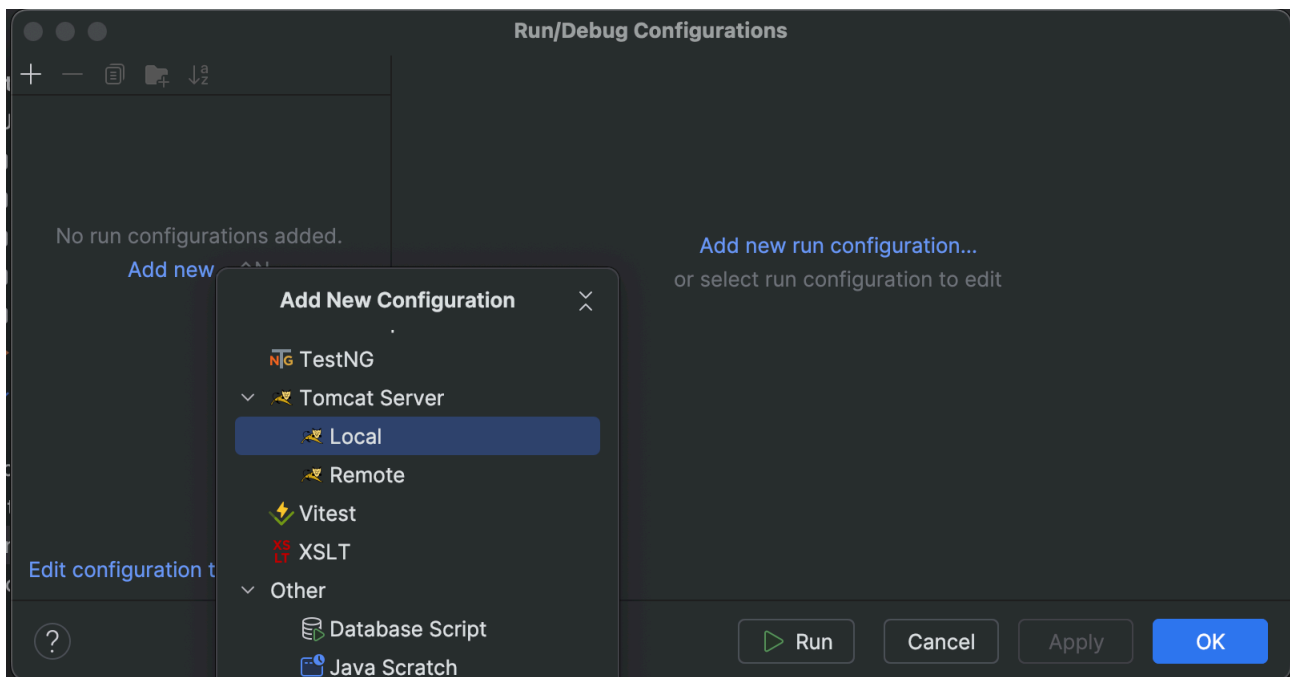 Run/Debug Configurations
No run configurations added.
Add new
Add new run configuration...
or select run configuration to edit
Add New Configuration
TestNG
Tomcat Server
Local
Remote
Vitest
XSLT
Other
Database Script
Java Scratch
Edit configuration t
?
Run
Cancel
Apply
OK